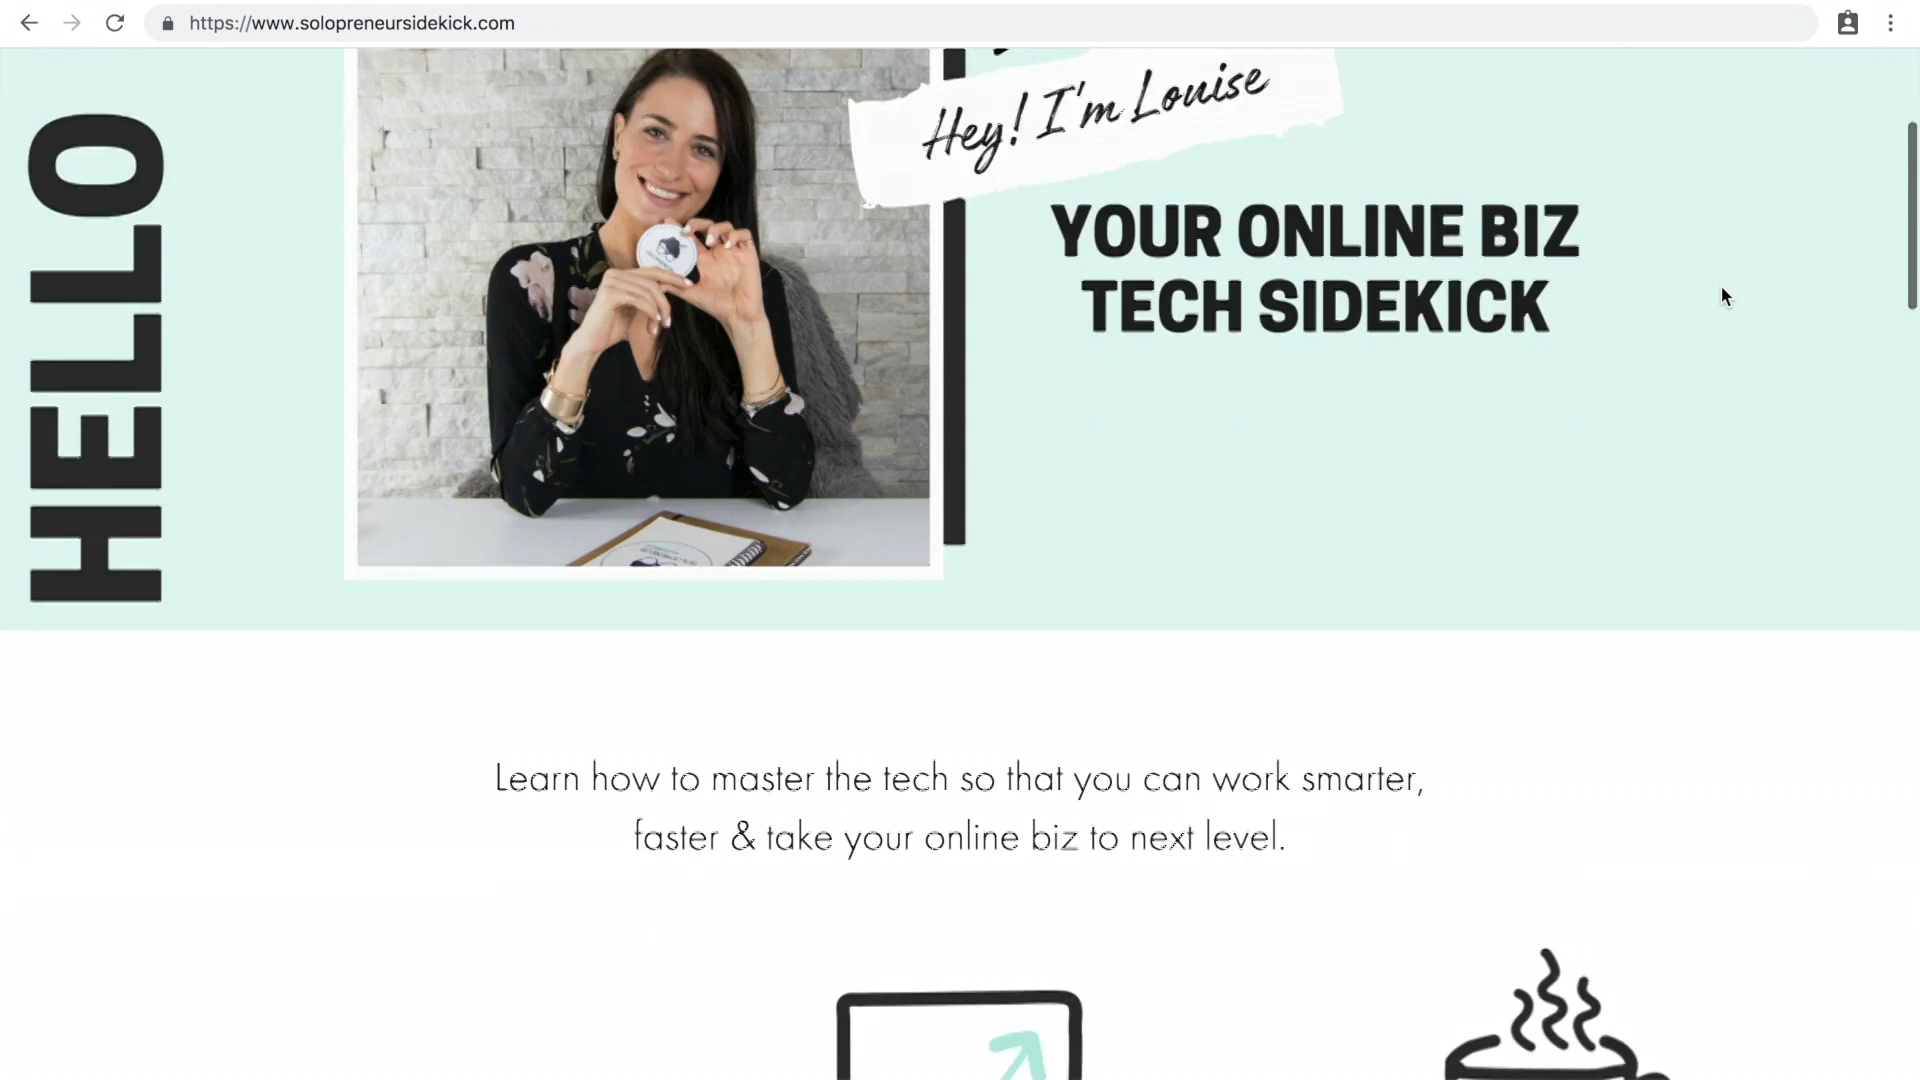 https://www.solopreneursidekick.com
HELLO
Hey! I'm Louise
YOUR ONLINE BIZ
TECH SIDEKICK
Learn how to master the tech so that you can work smarter,
faster & take your online biz to next level.